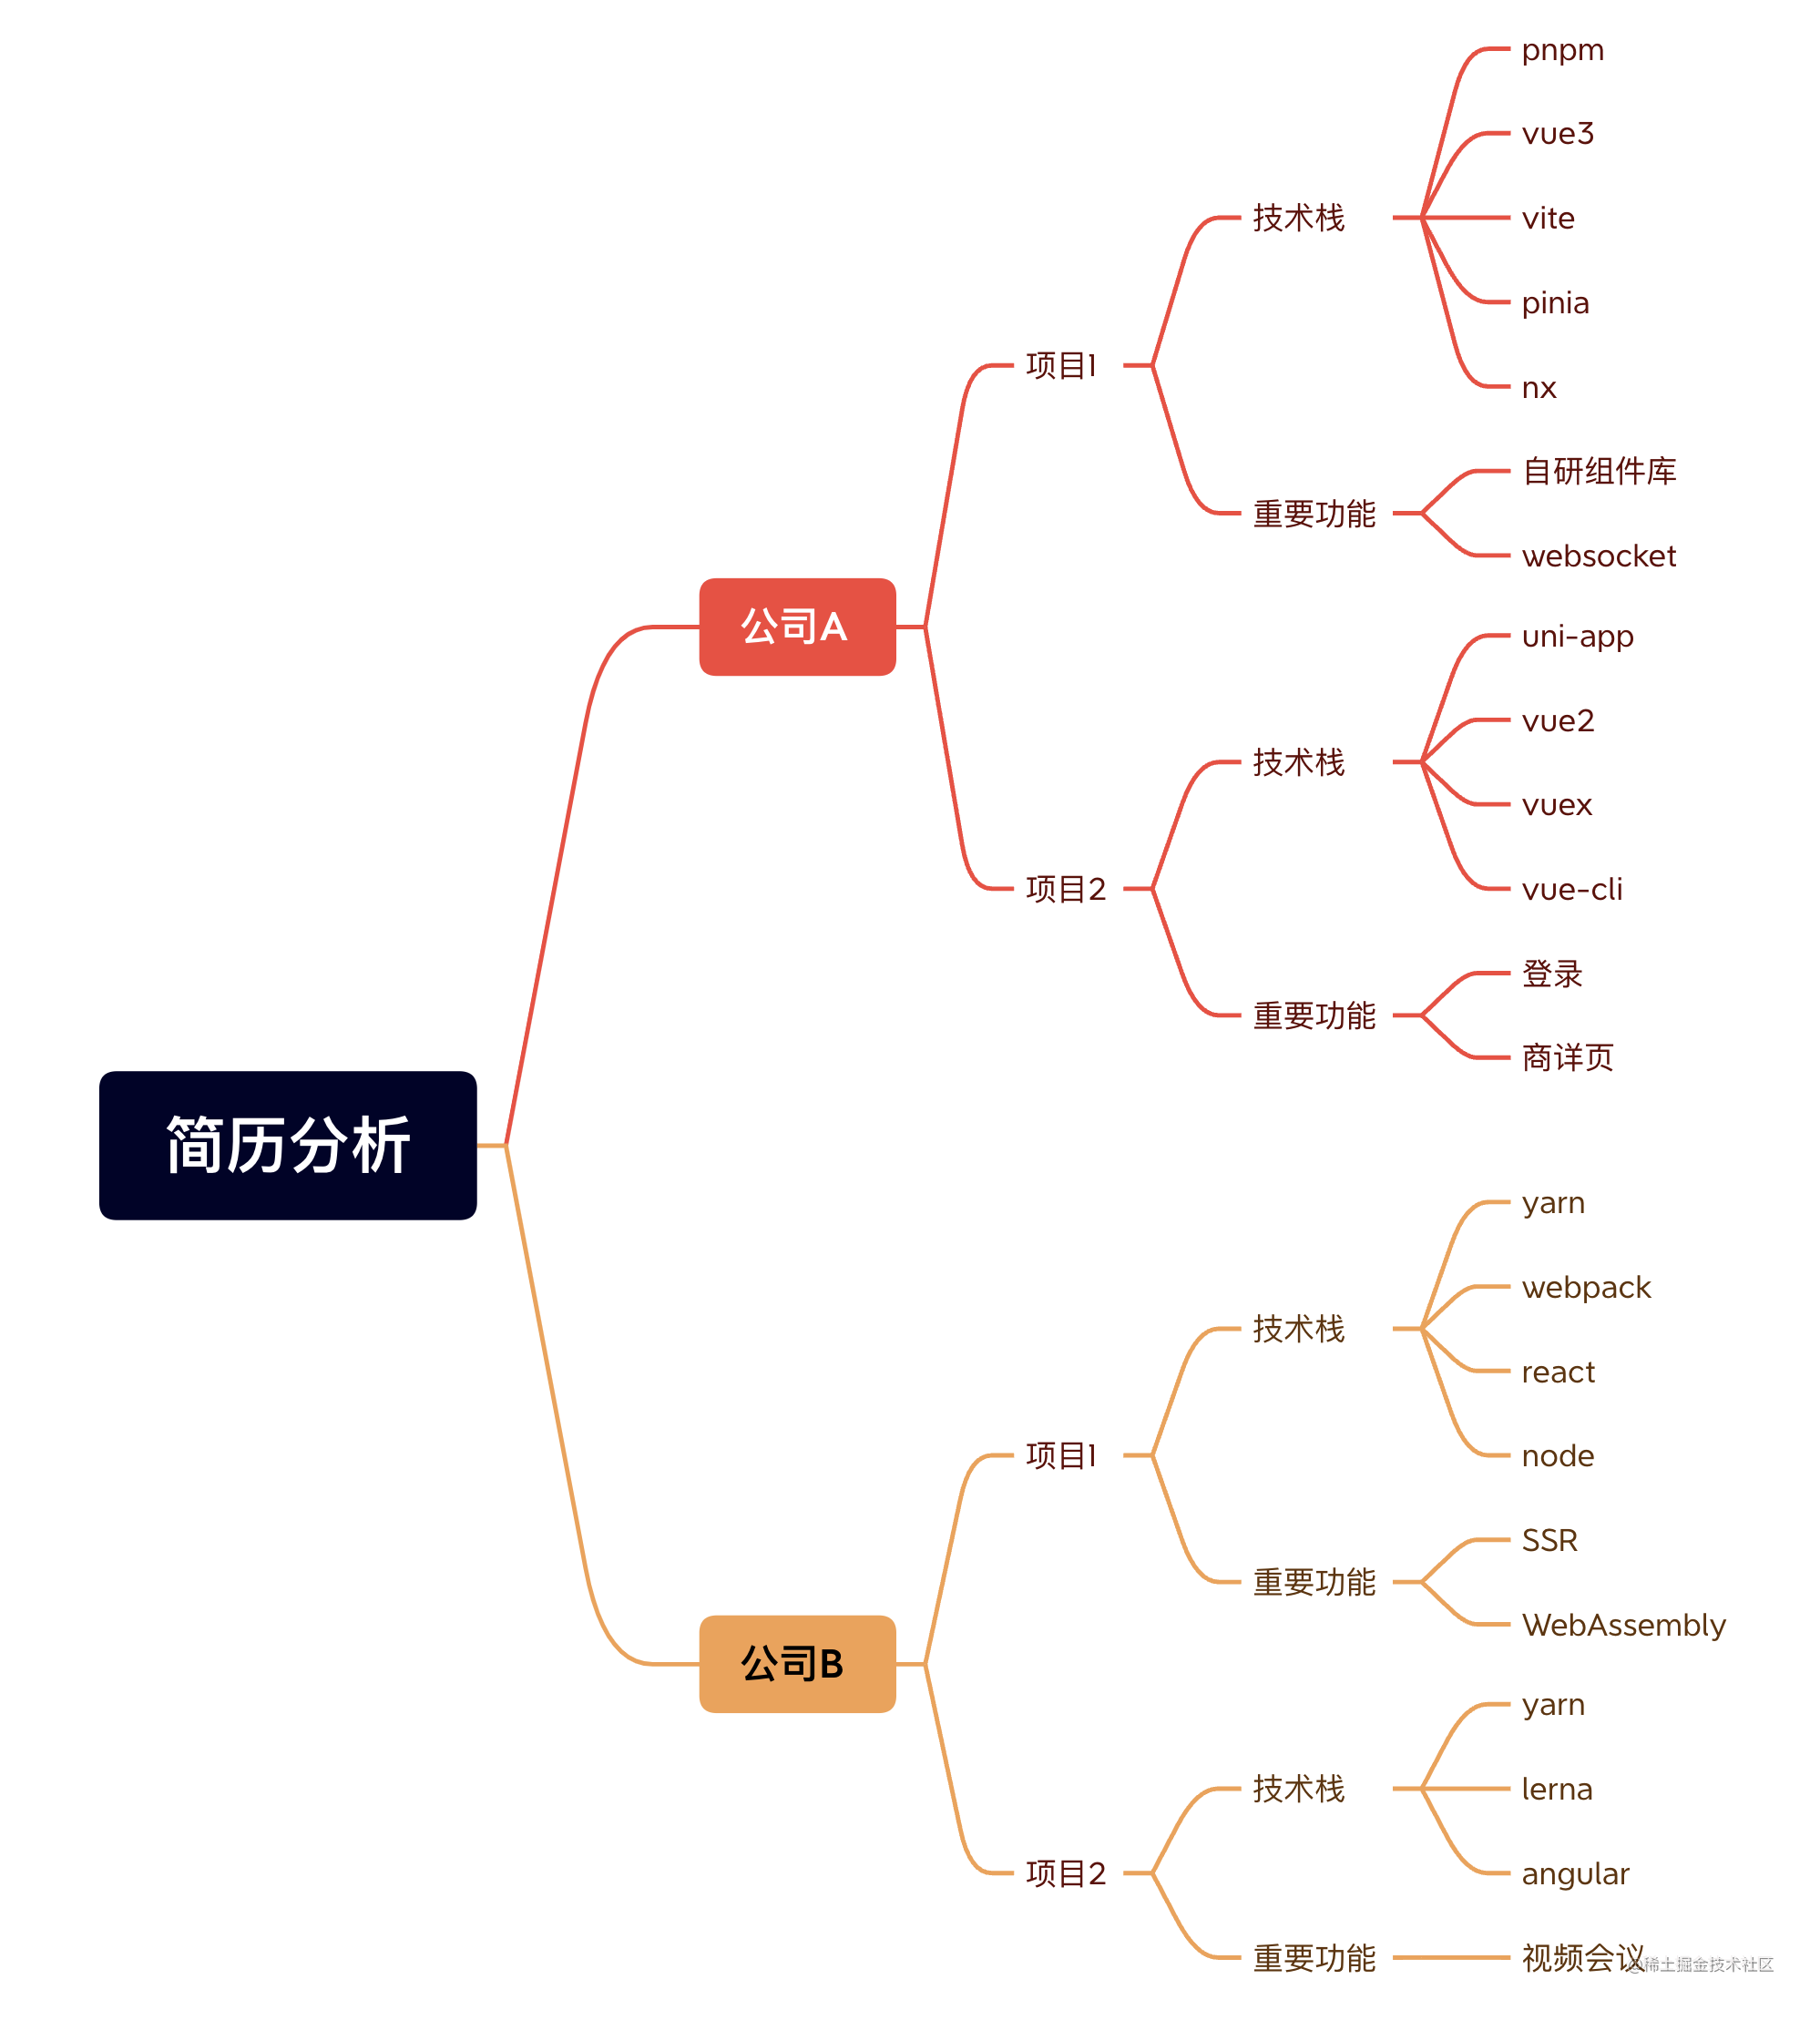 简历分析
公司A
项目1
技术栈
pnpm
vue3
vite
pinia
nx
重要功能
自研组件库
websocket
项目2
技术栈
uni-app
vue2
vuex
vue-cli
重要功能
登录
商详页
公司B
项目1
技术栈
yarn
webpack
react
node
重要功能
SSR
WebAssembly
项目2
技术栈
yarn
lerna
angular
重要功能
视频会议
@稀土掘金技术社区